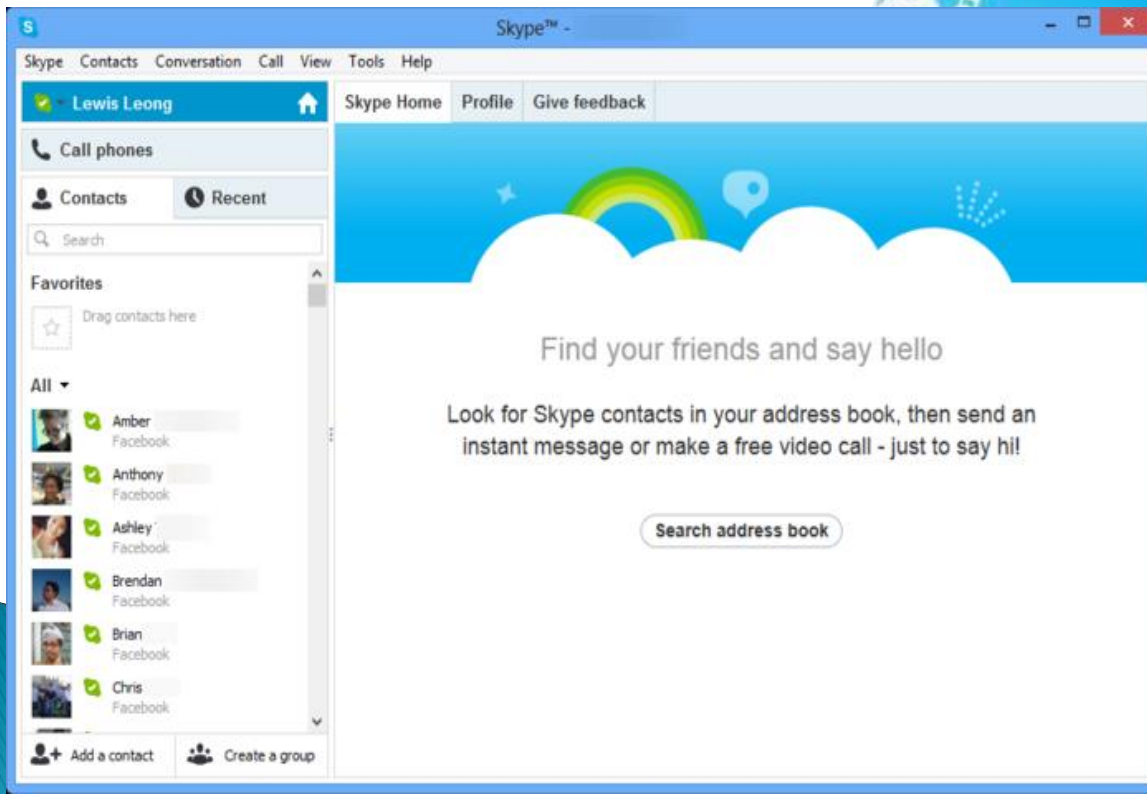 Skype™ -
Skype Contacts Conversation Call View Tools Help
Lewis Leong
Call phones
Contacts Recent
Search
Favorites
Drag contacts here
All
Amber
Facebook
Anthony
Facebook
Ashley
Facebook
Brendan
Facebook
Brian
Facebook
Chris
Facebook
Add a contact Create a group
Skype Home Profile Give feedback
Find your friends and say hello
Look for Skype contacts in your address book, then send an
instant message or make a free video call - just to say hi!
Search address book